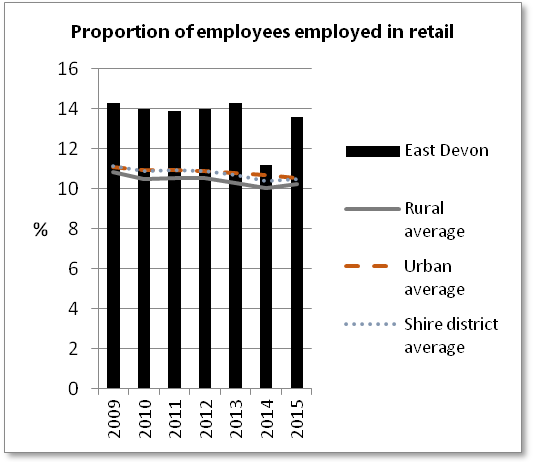 Proportion of employees employed in retail
16
14
12
10
8
6
4
2
0
%
2009
2010
2011
2012
2013
2014
2015
East Devon
Rural
average
Urban
average
Shire district
average